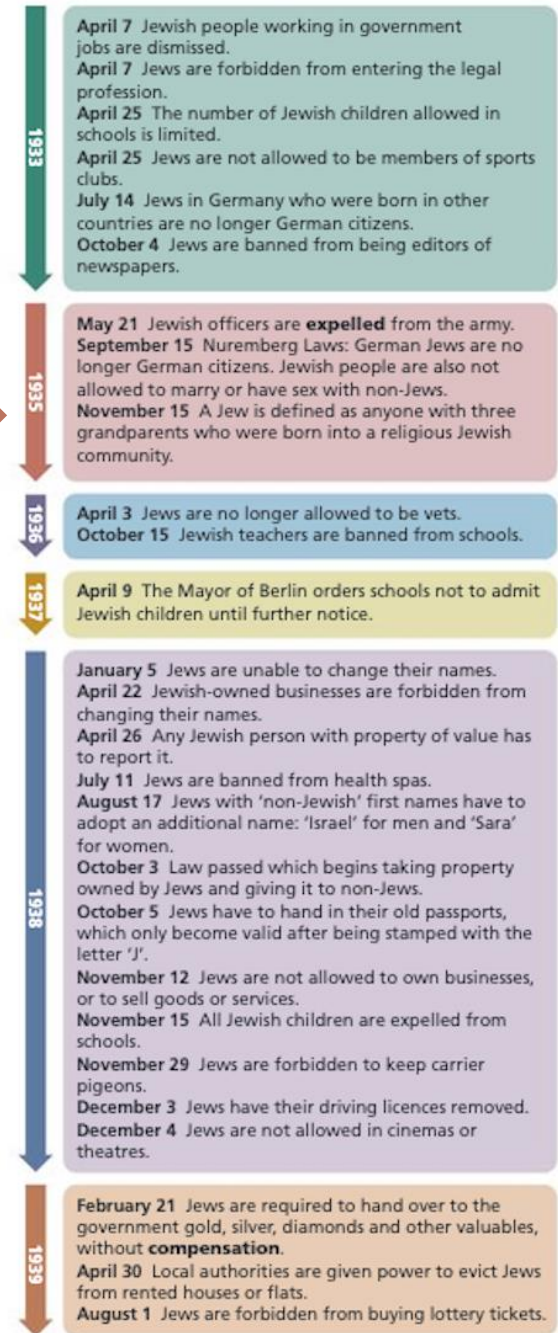 1933
April 7 Jewish people working in government
jobs are dismissed.
April 7 Jews are forbidden from entering the legal
profession.
April 25 The number of Jewish children allowed in
schools is limited.
April 25 Jews are not allowed to be members of sports
clubs.
July 14 Jews in Germany who were born in other
countries are no longer German citizens.
October 4 Jews are banned from being editors of
newspapers.
1935
May 21 Jewish officers are expelled from the army.
September 15 Nuremberg Laws: German Jews are no
longer German citizens. Jewish people are also not
allowed to marry or have sex with non-Jews.
November 15 A Jew is defined as anyone with three
grandparents who were born into a religious Jewish
community.
1936
April 3 Jews are no longer allowed to be vets.
October 15 Jewish teachers are banned from schools.
1937
April 9 The Mayor of Berlin orders schools not to admit
Jewish children until further notice.
1938
January 5 Jews are unable to change their names.
April 22 Jewish-owned businesses are forbidden from
changing their names.
April 26 Any Jewish person with property of value has
to report it.
July 11 Jews are banned from health spas.
August 17 Jews with ‘non-Jewish’ first names have to
adopt an additional name: ‘Israel’ for men and ‘Sara’
for women.
October 3 Law passed which begins taking property
owned by Jews and giving it to non-Jews.
October 5 Jews have to hand in their old passports,
which only become valid after being stamped with the
letter ‘J’.
November 12 Jews are not allowed to own businesses,
or to sell goods or services.
November 15 All Jewish children are expelled from
schools.
November 29 Jews are forbidden to keep carrier
pigeons.
December 3 Jews have their driving licences removed.
December 4 Jews are not allowed in cinemas or
theatres.
1939
February 21 Jews are required to hand over to the
government gold, silver, diamonds and other valuables,
without compensation.
April 30 Local authorities are given power to evict Jews
from rented houses or flats.
August 1 Jews are forbidden from buying lottery tickets.